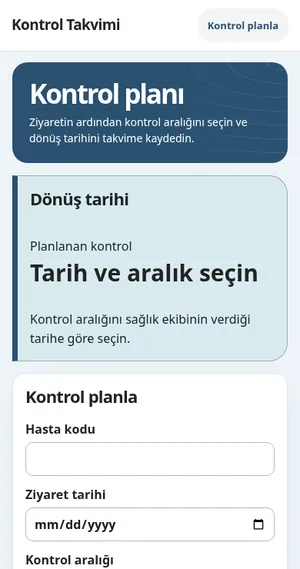 Kontrol Takvimi
Kontrol planla
Kontrol planı
Ziyaretin ardından kontrol aralığını seçin ve
dönüş tarihini takvime kaydedin.
Dönüş tarihi
Planlanan kontrol
Tarih ve aralık seçin
Kontrol aralığını sağlık ekibinin verdiği
tarihe göre seçin.
Kontrol planla
Hasta kodu
Ziyaret tarihi
mm/dd/yyyy
Kontrol aralığı